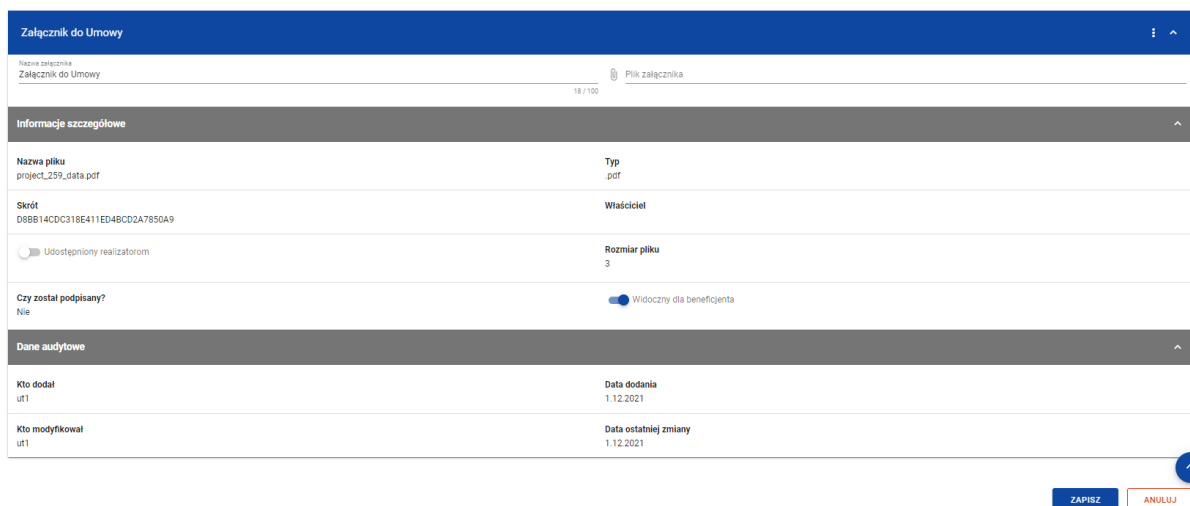 Załącznik do Umowy
Nazwa załącznika
Załącznik do Umowy
Plik załącznika
18 / 100
Informacje szczegółowe
Nazwa pliku
Typ
project_259_data.pdf
.pdf
Skrót
Właściciel
D8BB14CDC318E411ED4BCD2A7850A9
Udostępniony realizatorom
Rozmiar pliku
3
Czy został podpisany?
Widoczny dla beneficjenta
Nie
Dane audytowe
Kto dodał
Data dodania
ut1
1.12.2021
Kto modyfikował
Data ostatniej zmiany
ut1
1.12.2021
ZAPISZ
ANULUJ